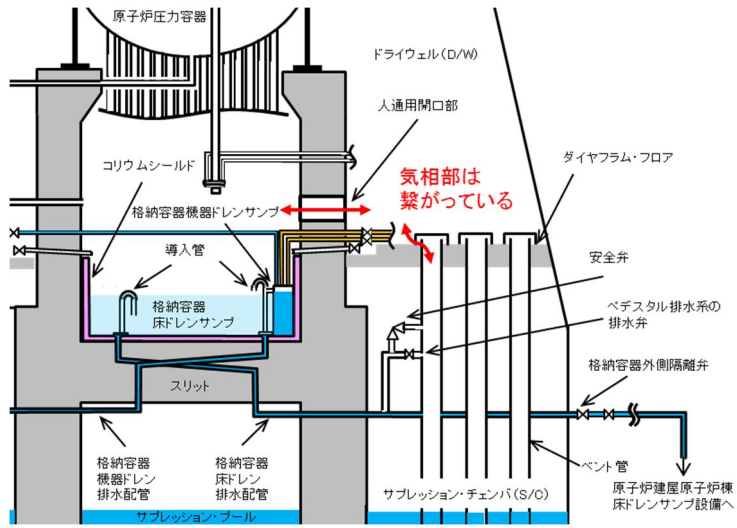 原子炉圧力容器
ドライウェル(D/W)
人通用開口部
コリウムシールド
ダイヤフラム・フロア
気相部は
繋がっている
格納容器機器ドレンサンプ
導入管
安全弁
格納容器
床ドレンサンプ
ペデスタル排水系の
排水弁
スリット
格納容器外側隔離弁
格納容器
機器ドレン
排水配管
格納容器
床ドレン
排水配管
ベント管
サプレッション・チェンバ(S/C)
原子炉建屋原子炉棟
床ドレンサンプ設備へ
サプレッション・プール